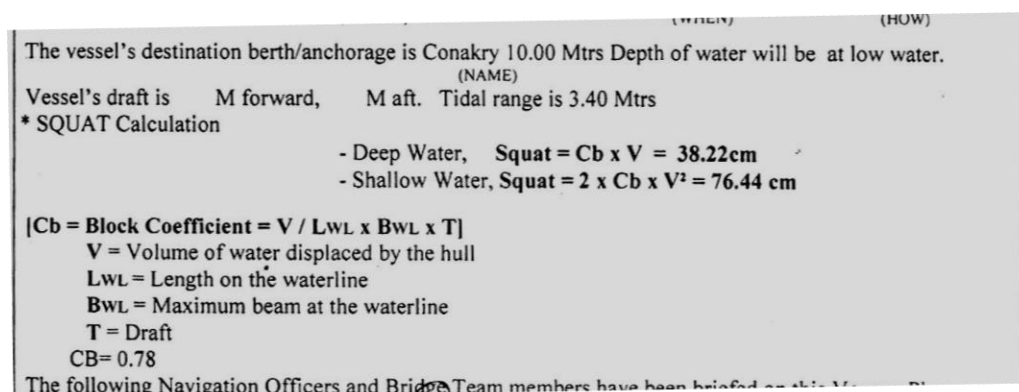 (WHEN) (HOW)
The vessel's destination berth/anchorage is Conakry 10.00 Mtrs Depth of water will be at low water.
(NAME)
Vessel's draft is M forward, M aft. Tidal range is 3.40 Mtrs
* SQUAT Calculation
- Deep Water, Squat = Cb x V = 38.22cm
- Shallow Water, Squat = 2 x Cb x V² = 76.44 cm
[Cb = Block Coefficient = V / LWL x BWL x T]
V = Volume of water displaced by the hull
LWL = Length on the waterline
BWL = Maximum beam at the waterline
T = Draft
CB= 0.78
The following Navigation Officers and Bridge Team members have been briefed on this